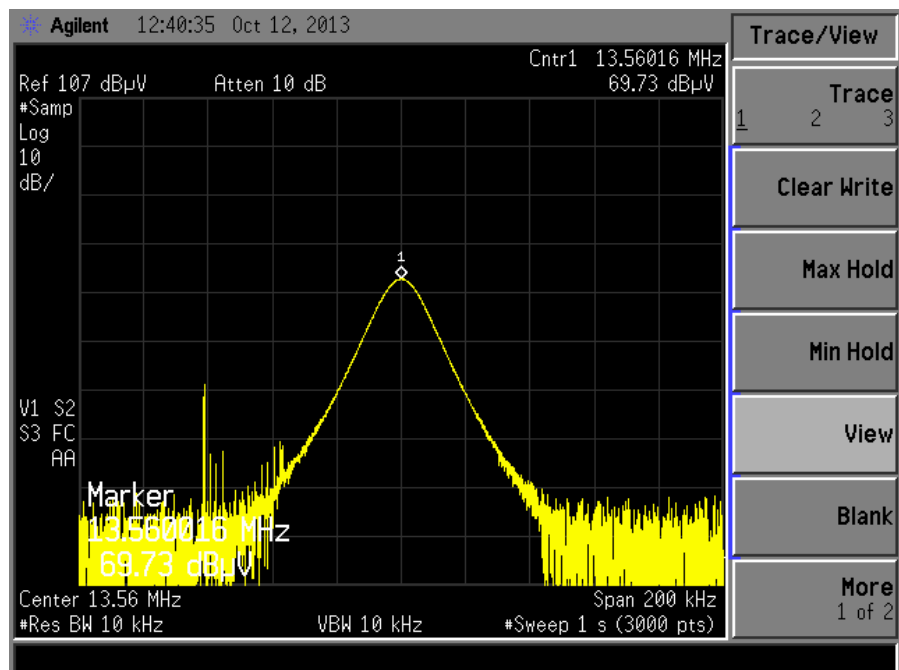 Agilent 12:40:35 Oct 12, 2013
Trace/View
Cntr1 13.56016 MHz
Ref 107 dBµV Atten 10 dB 69.73 dBµV
#Samp
Log
10
dB/
1
V1 S2
S3 FC
AA
Marker
13.560016 MHz
69.73 dBµV
Center 13.56 MHz Span 200 kHz
#Res BW 10 kHz VBW 10 kHz #Sweep 1 s (3000 pts)
Trace
1 2 3
Clear Write
Max Hold
Min Hold
View
Blank
More
1 of 2